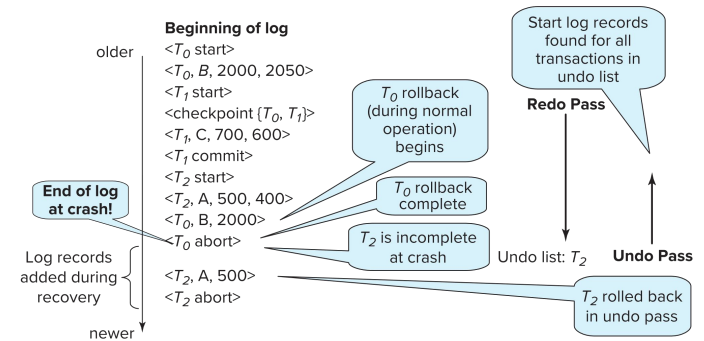 Beginning of log
older
<T0 start>
<T0, B, 2000, 2050>
<T1 start>
<checkpoint {T0, T1}>
<T1, C, 700, 600>
<T1 commit>
<T2 start>
<T2, A, 500, 400>
<T0, B, 2000>
<T0 abort>
<T2, A, 500>
<T2 abort>
End of log
at crash!
Log records
added during
recovery
newer
T0 rollback
(during normal
operation)
begins
T0 rollback
complete
T2 is incomplete
at crash
Start log records
found for all
transactions in
undo list
Redo Pass
Undo list: T2
Undo Pass
T2 rolled back
in undo pass